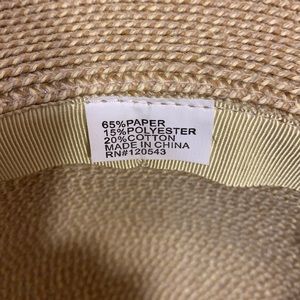 65%PAPER
15%POLYESTER
20%COTTON
MADE IN CHINA
RN#120543